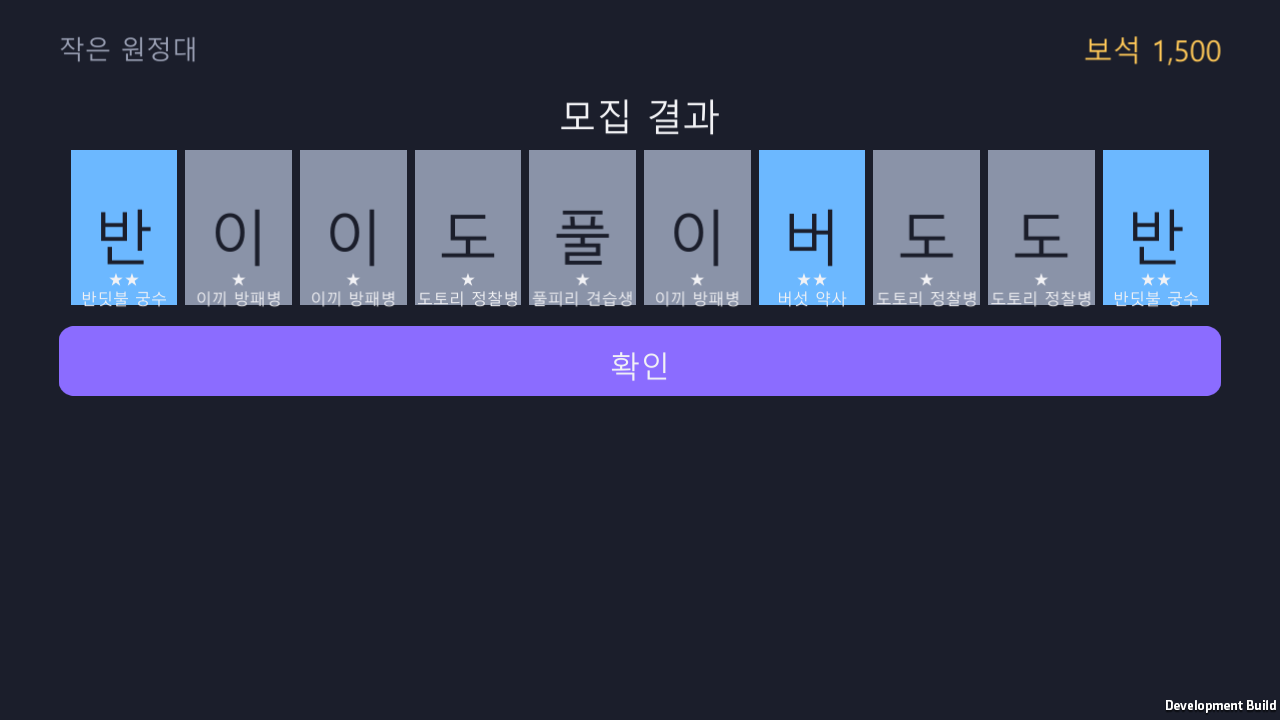 작은 원정대
보석 1,500
모집 결과
반 이 이 도 풀 이 버 도 도 반
★★ ★ ★ ★ ★ ★ ★★ ★ ★ ★★
반딧불 궁수 이끼 방패병 이끼 방패병 도토리 정찰병 풀피리 견습생 이끼 방패병 버섯 약사 도토리 정찰병 도토리 정찰병 반딧불 궁수
확인
Development Build